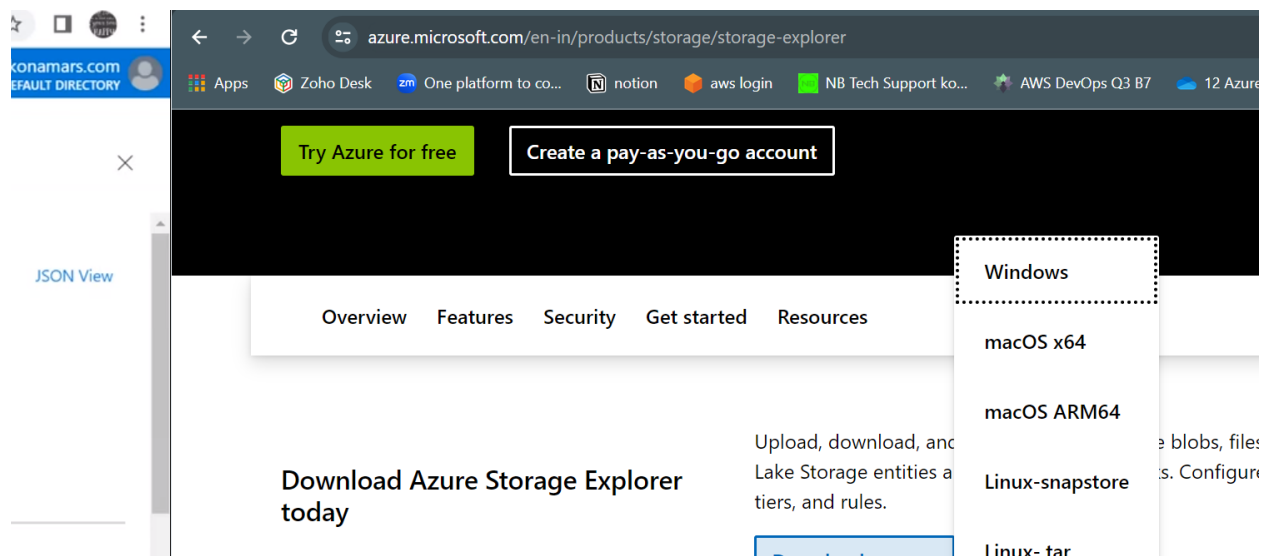 konamars.com
EFAULT DIRECTORY
JSON View
azure.microsoft.com/en-in/products/storage/storage-explorer
Apps Zoho Desk zm One platform to co... notion aws login NB Tech Support ko... AWS DevOps Q3 B7 12 Azure
Try Azure for free Create a pay-as-you-go account
Overview Features Security Get started Resources
Windows
macOS x64
macOS ARM64
Linux-snapstore
Linux- tar
Download Azure Storage Explorer
today
Upload, download, and e blobs, files
Lake Storage entities a s. Configure
tiers, and rules.